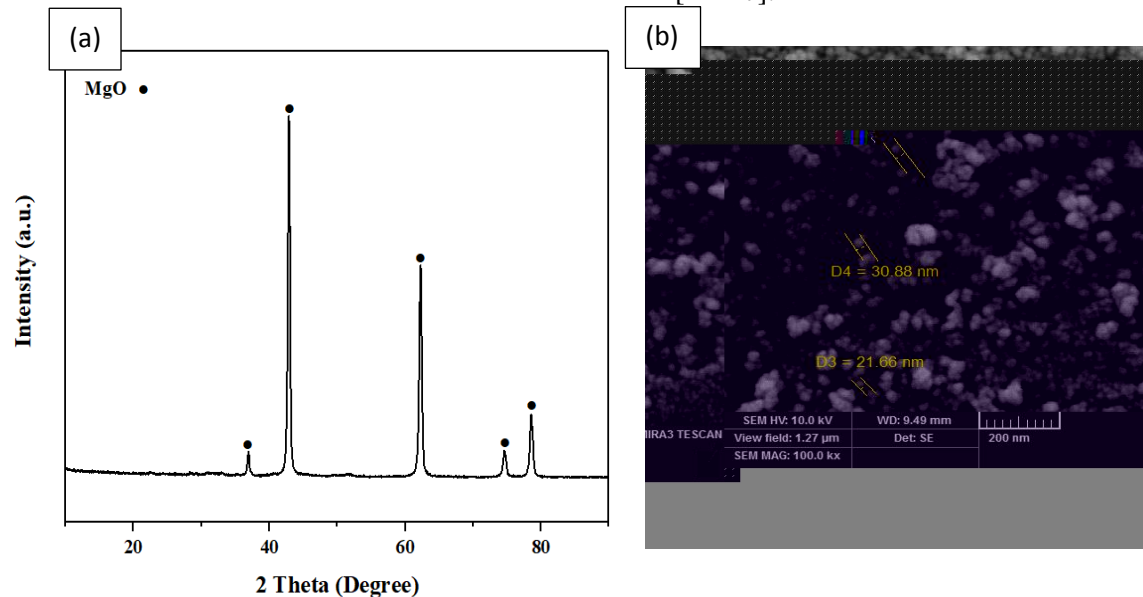 (a)
MgO ●
Intensity (a.u.)
20 40 60 80
2 Theta (Degree)
(b)
D4 = 30.88 nm
D3 = 21.66 nm
SEM HV: 10.0 kV WD: 9.49 mm
View field: 1.27 µm Det: SE 200 nm
SEM MAG: 100.0 kx
TESCAN